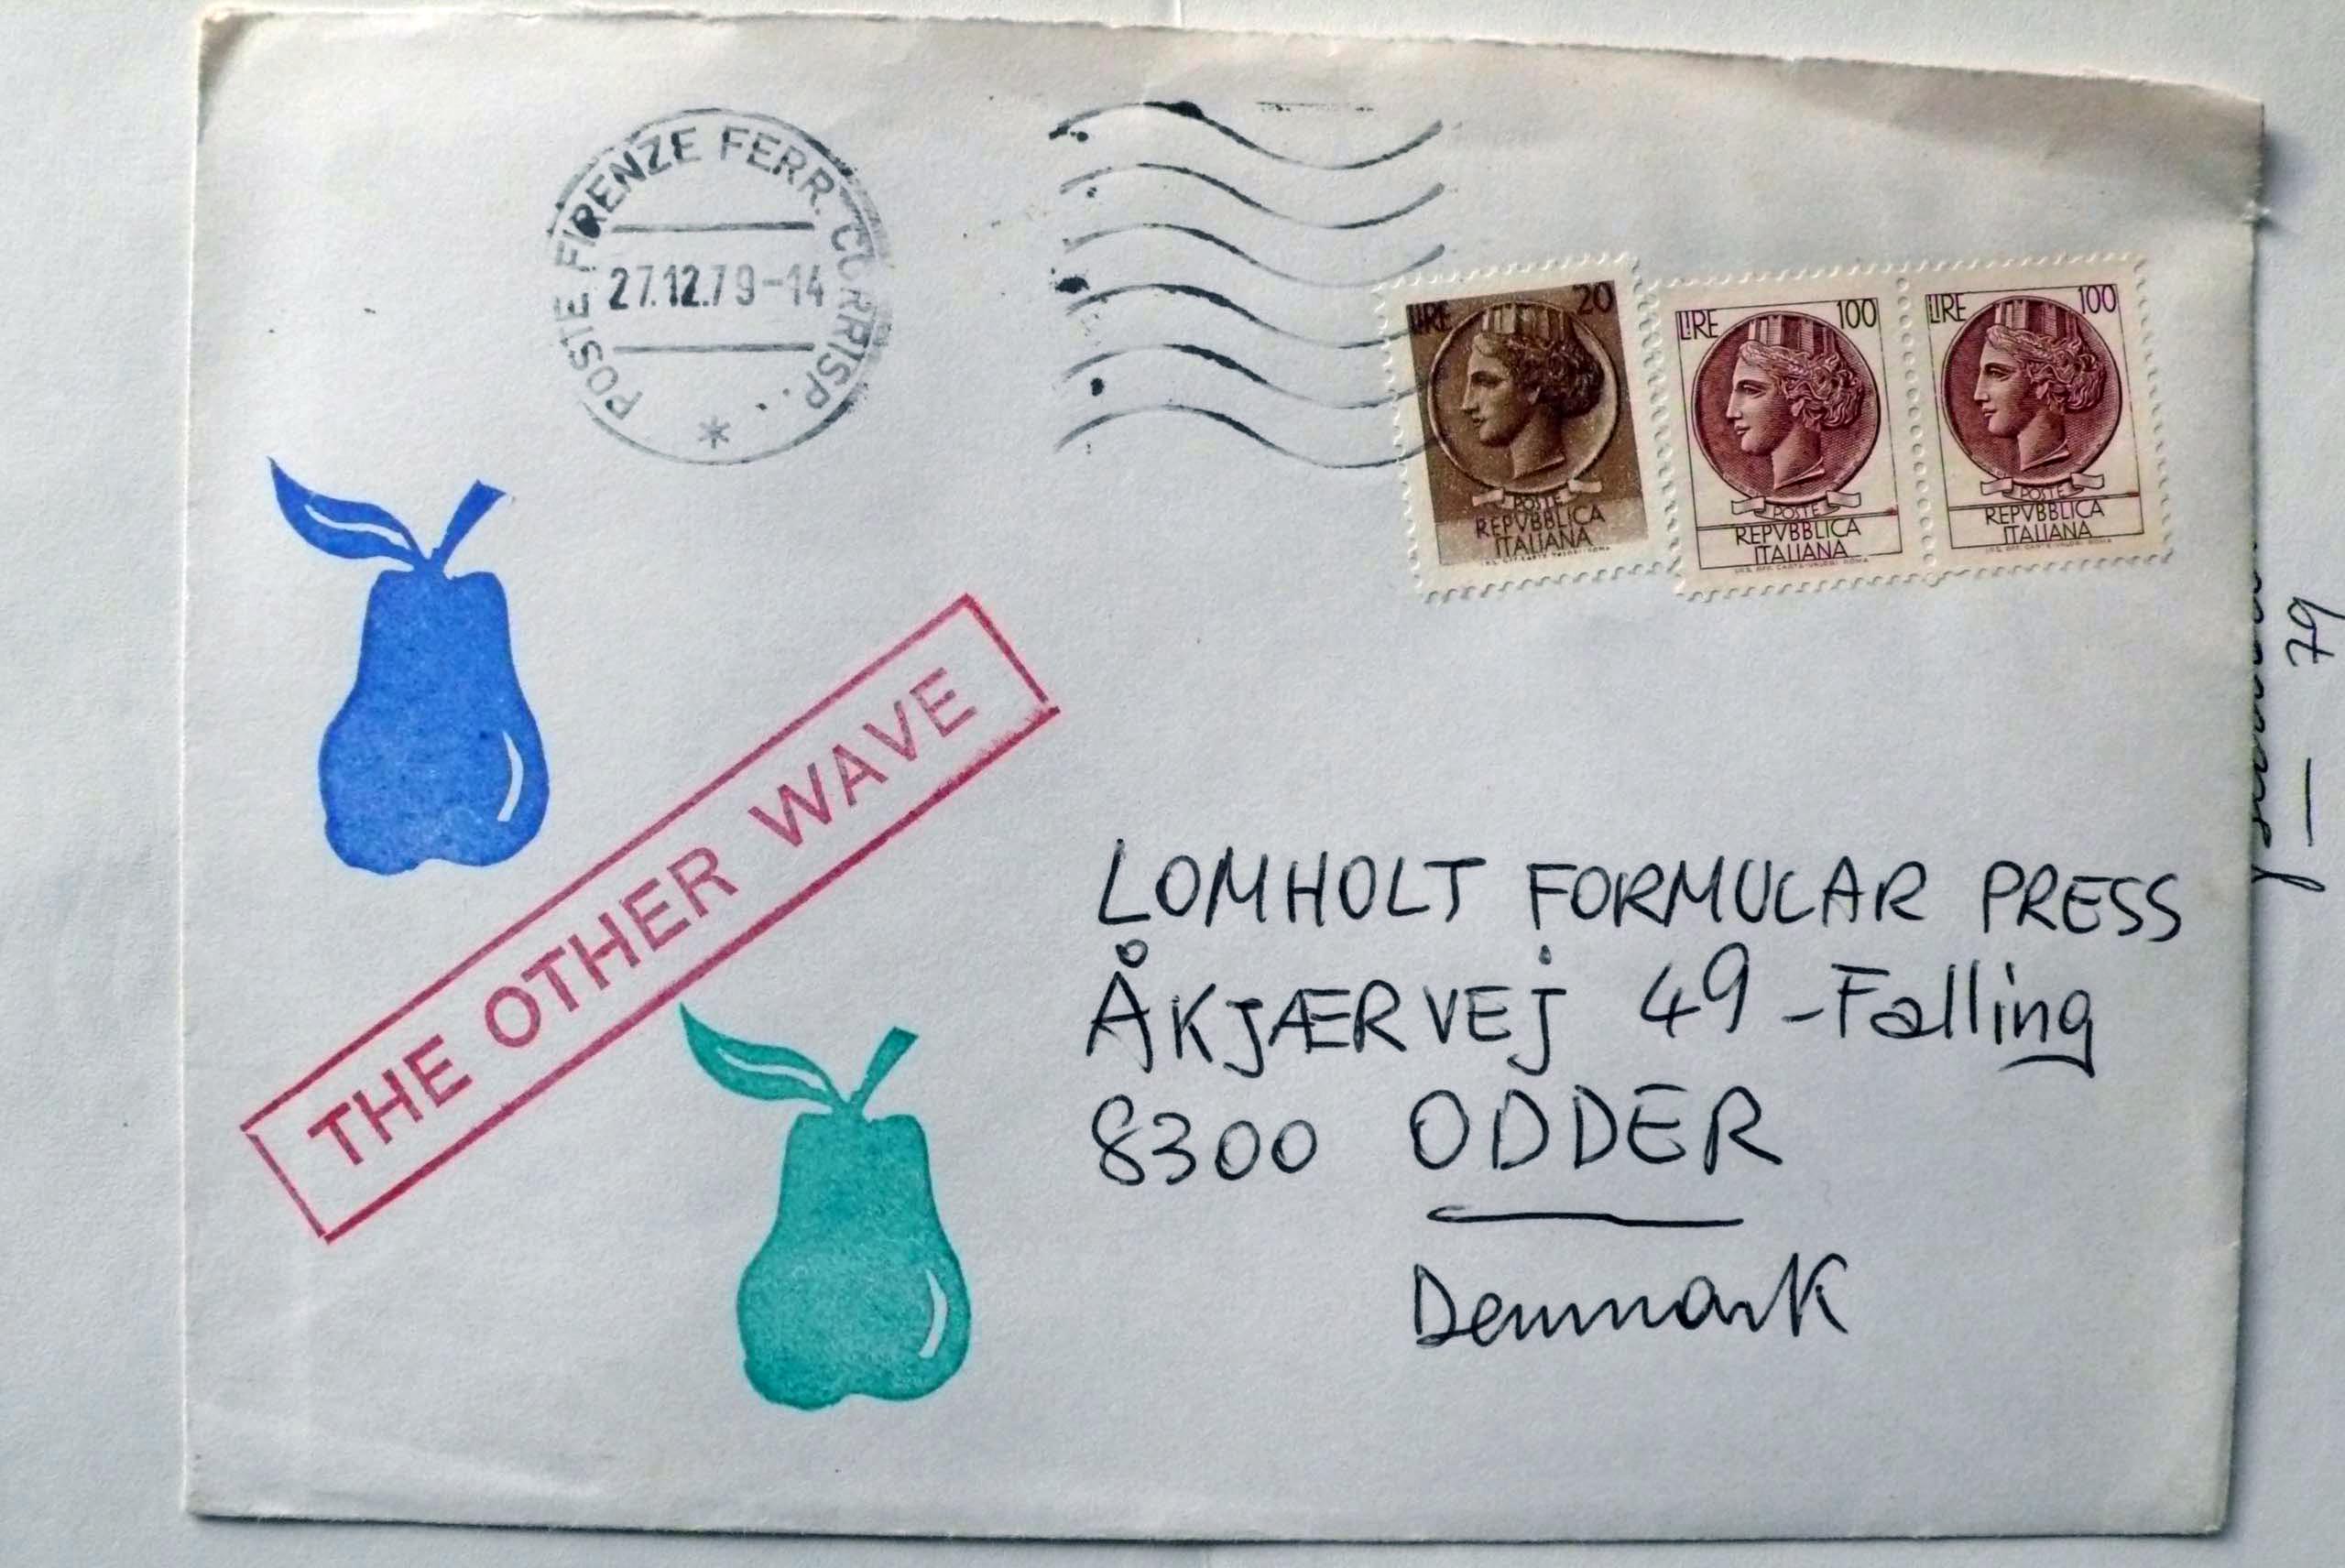 POSTE FIRENZE FERR. CORRISP.
27.12.79-14
*
LIRE 20
POSTE
REPVBBLICA
ITALIANA
LIRE 100
POSTE
REPVBBLICA
ITALIANA
LIRE 100
POSTE
REPVBBLICA
ITALIANA
THE OTHER WAVE
LOMHOLT FORMULAR PRESS
ÅKJÆRVEJ 49 - Falling
8300 ODDER
Denmark
79